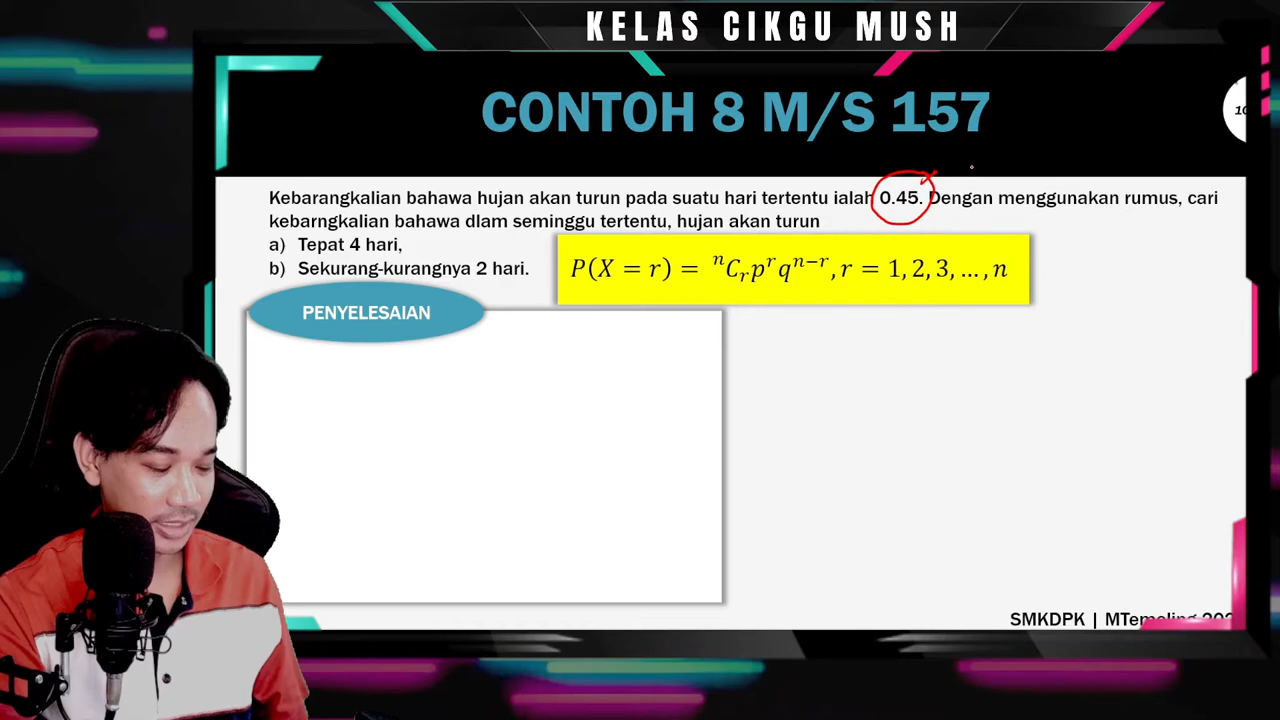 KELAS CIKGU MUSH
CONTOH 8 M/S 157
10
Kebarangkalian bahawa hujan akan turun pada suatu hari tertentu ialah 0.45. Dengan menggunakan rumus, cari
kebarngkalian bahawa dlam seminggu tertentu, hujan akan turun
a) Tepat 4 hari,
b) Sekurang-kurangnya 2 hari.
P(X = r) = ⁿCᵣpʳqⁿ⁻ʳ, r = 1, 2, 3, …, n
PENYELESAIAN
SMKDPK |